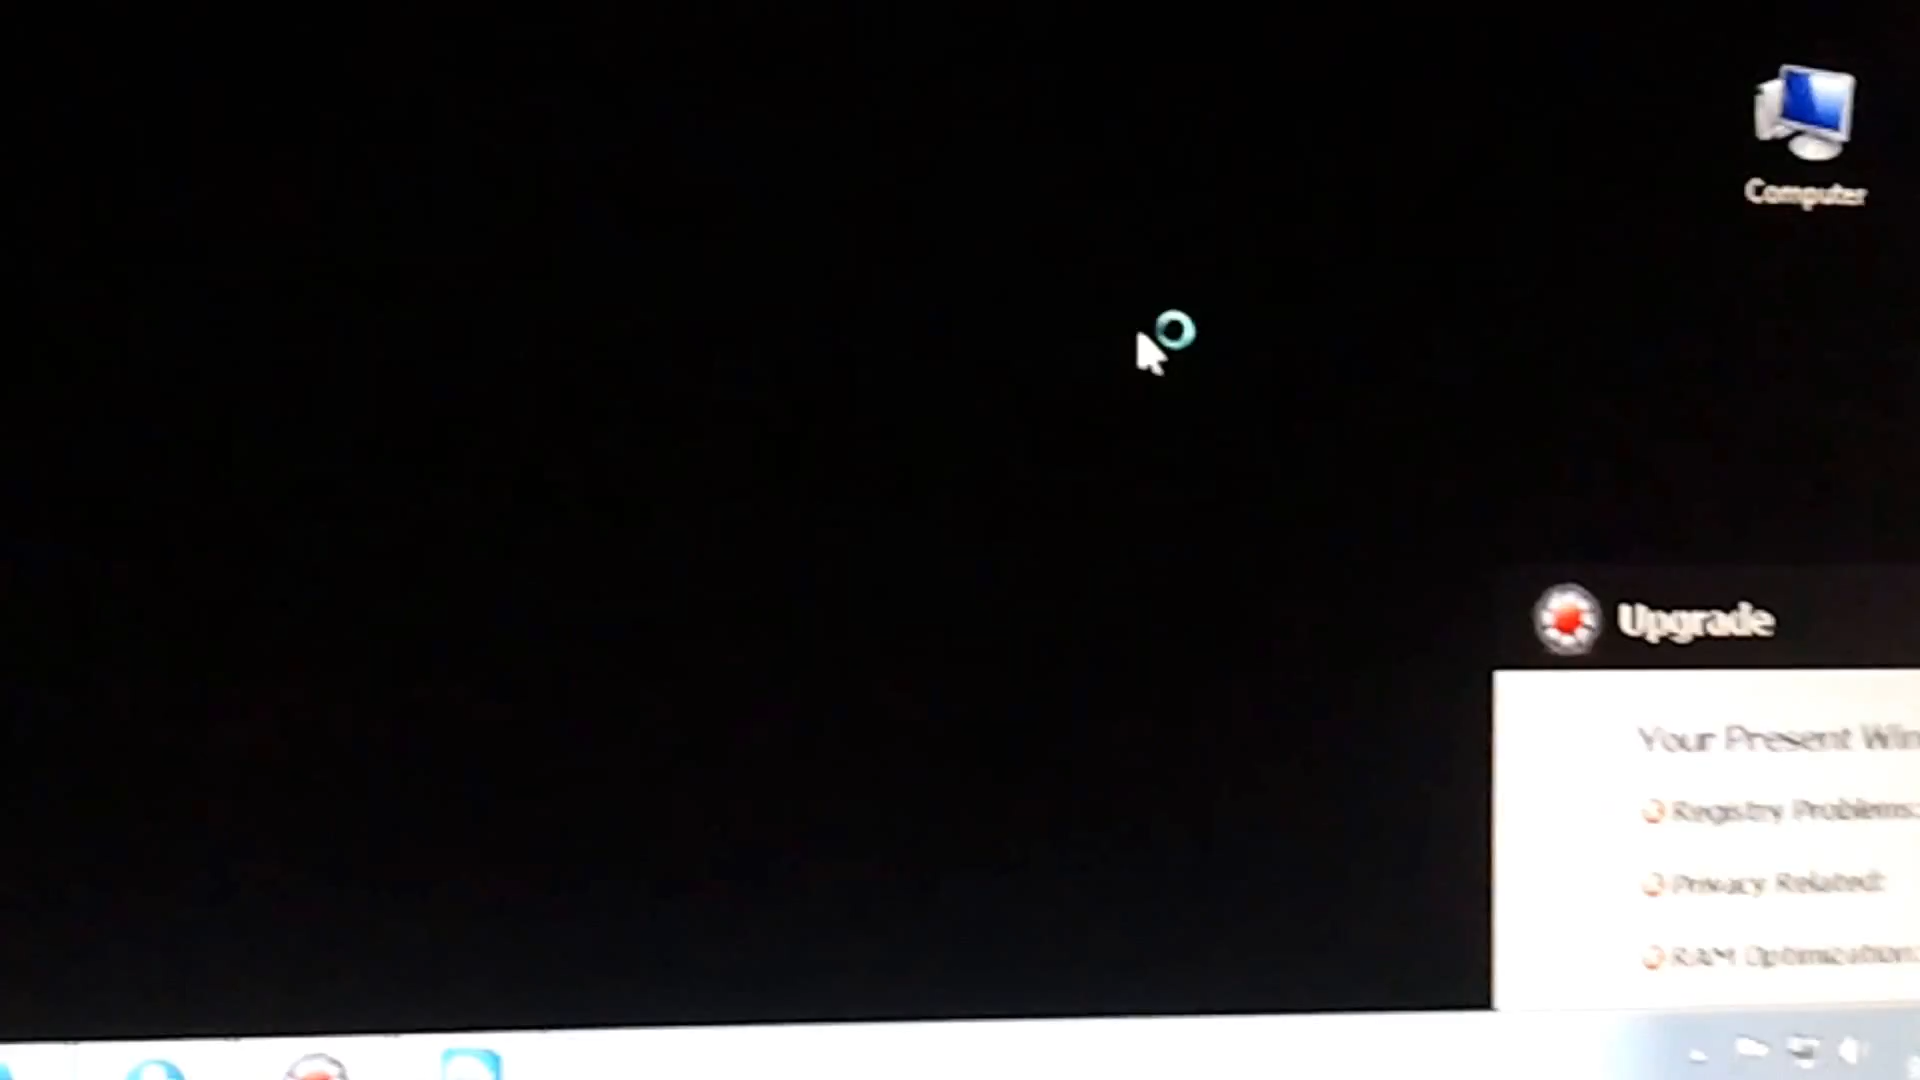 Computer
Upgrade
Your Present Win
Registry Problems:
Privacy Related:
RAM Optimization: